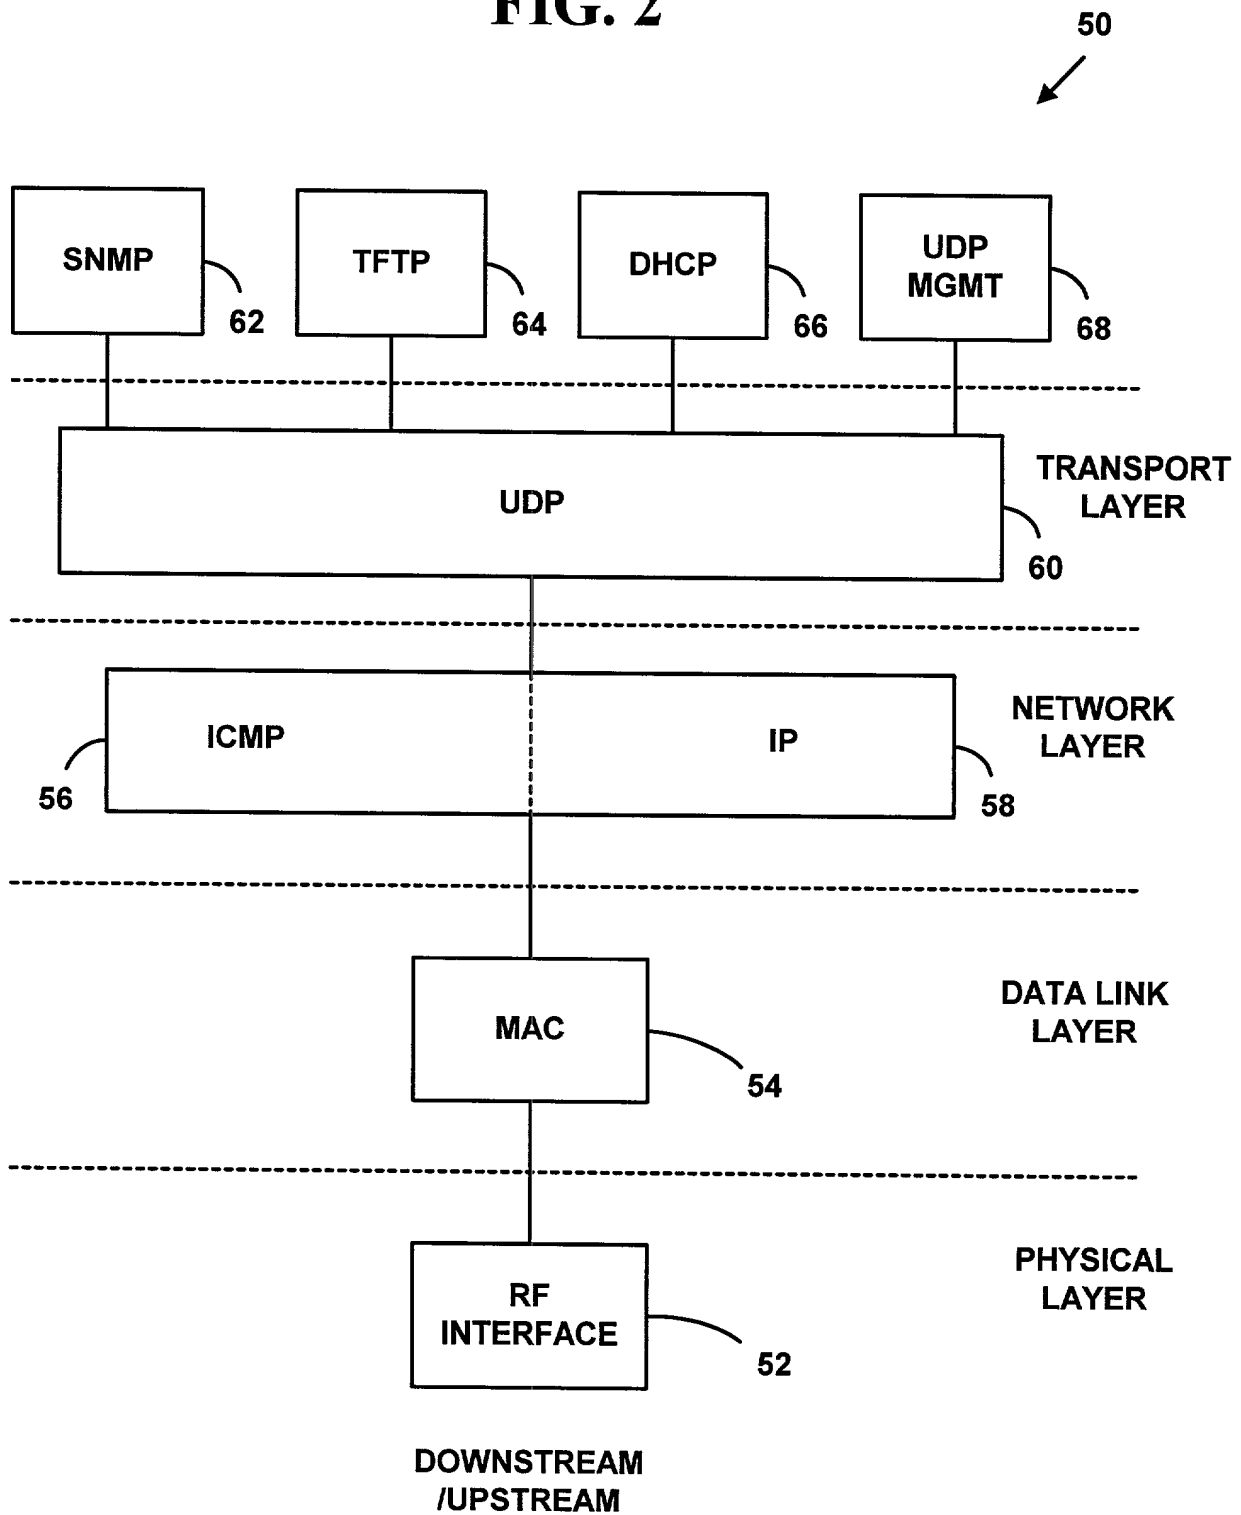 FIG. 2
50
SNMP
62
TFTP
64
DHCP
66
UDP
MGMT
68
UDP
TRANSPORT
LAYER
60
ICMP
IP
NETWORK
LAYER
56
58
MAC
DATA LINK
LAYER
54
RF
INTERFACE
PHYSICAL
LAYER
52
DOWNSTREAM
/UPSTREAM